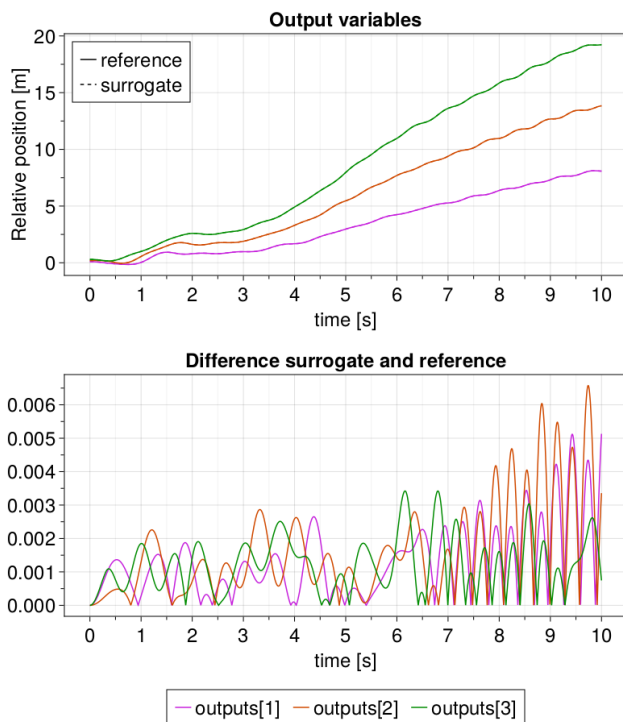 Output variables
Relative position [m]
20
15
10
5
0
reference
surrogate
0 1 2 3 4 5 6 7 8 9 10
time [s]
Difference surrogate and reference
0.006
0.005
0.004
0.003
0.002
0.001
0.000
0 1 2 3 4 5 6 7 8 9 10
time [s]
outputs[1] outputs[2] outputs[3]